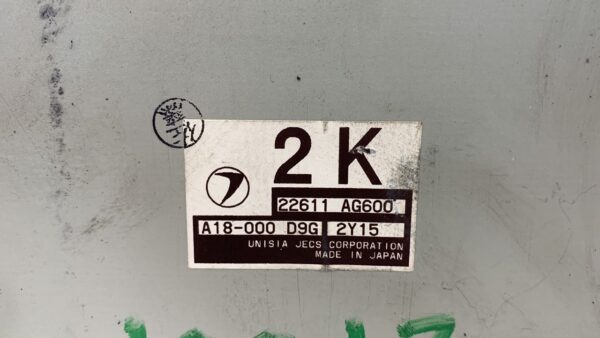 2K
22611 AG600
A18-000 D9G 2Y15
UNISIA JECS CORPORATION
MADE IN JAPAN